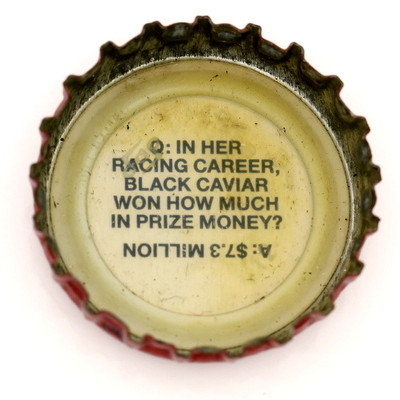 Q: IN HER
RACING CAREER,
BLACK CAVIAR
WON HOW MUCH
IN PRIZE MONEY?
A: $7.3 MILLION